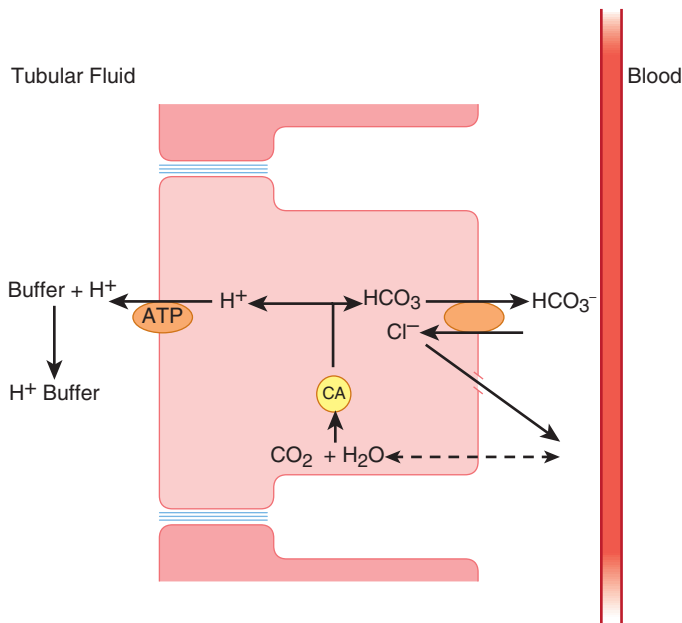 Tubular Fluid
Blood
Buffer + H⁺
ATP
H⁺
HCO₃
HCO₃⁻
Cl⁻
H⁺ Buffer
CA
CO₂ + H₂O